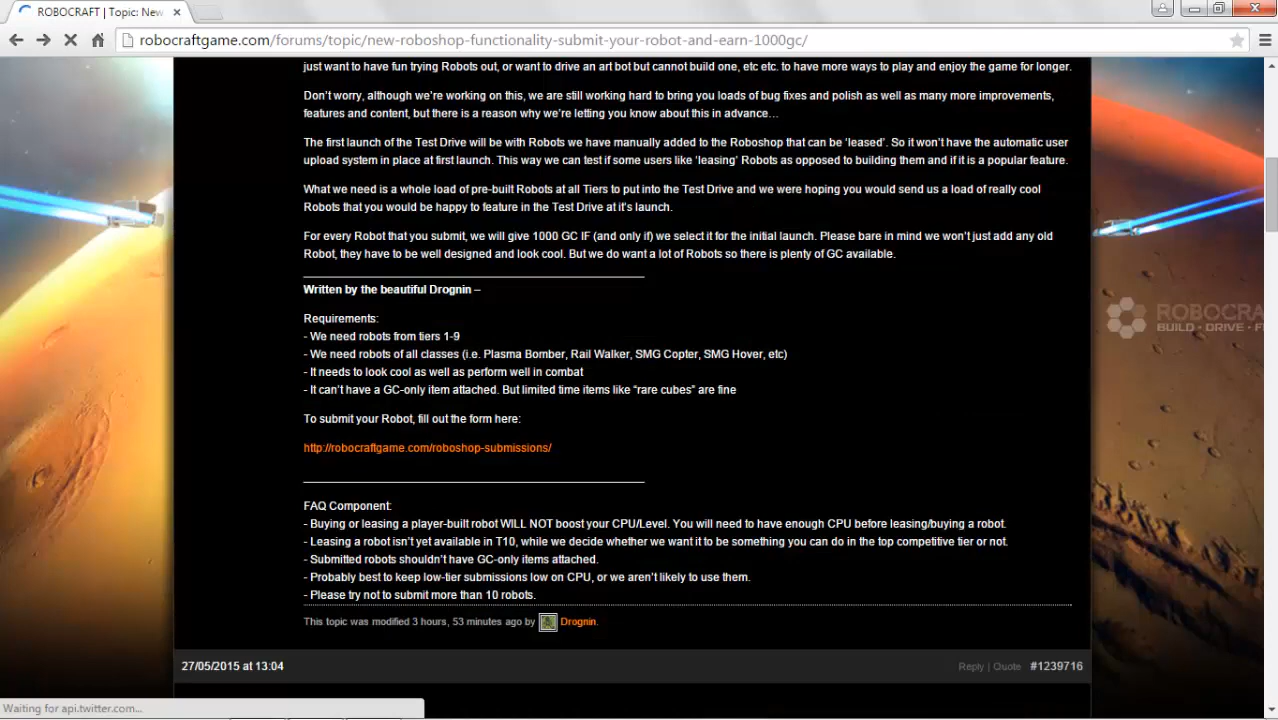 ROBOCRAFT | Topic: New
robocraftgame.com/forums/topic/new-roboshop-functionality-submit-your-robot-and-earn-1000gc/
just want to have fun trying Robots out, or want to drive an art bot but cannot build one, etc etc. to have more ways to play and enjoy the game for longer.
Don't worry, although we're working on this, we are still working hard to bring you loads of bug fixes and polish as well as many more improvements,
features and content, but there is a reason why we're letting you know about this in advance…
The first launch of the Test Drive will be with Robots we have manually added to the Roboshop that can be 'leased'. So it won't have the automatic user
upload system in place at first launch. This way we can test if some users like 'leasing' Robots as opposed to building them and if it is a popular feature.
What we need is a whole load of pre-built Robots at all Tiers to put into the Test Drive and we were hoping you would send us a load of really cool
Robots that you would be happy to feature in the Test Drive at it's launch.
For every Robot that you submit, we will give 1000 GC IF (and only if) we select it for the initial launch. Please bare in mind we won't just add any old
Robot, they have to be well designed and look cool. But we do want a lot of Robots so there is plenty of GC available.
Written by the beautiful Drognin –
Requirements:
- We need robots from tiers 1-9
- We need robots of all classes (i.e. Plasma Bomber, Rail Walker, SMG Copter, SMG Hover, etc)
- It needs to look cool as well as perform well in combat
- It can't have a GC-only item attached. But limited time items like "rare cubes" are fine
To submit your Robot, fill out the form here:
http://robocraftgame.com/roboshop-submissions/
FAQ Component:
- Buying or leasing a player-built robot WILL NOT boost your CPU/Level. You will need to have enough CPU before leasing/buying a robot.
- Leasing a robot isn't yet available in T10, while we decide whether we want it to be something you can do in the top competitive tier or not.
- Submitted robots shouldn't have GC-only items attached.
- Probably best to keep low-tier submissions low on CPU, or we aren't likely to use them.
- Please try not to submit more than 10 robots.
This topic was modified 3 hours, 53 minutes ago by Drognin.
27/05/2015 at 13:04 Reply | Quote #1239716
ROBOCRA
BUILD · DRIVE · F
Waiting for api.twitter.com...